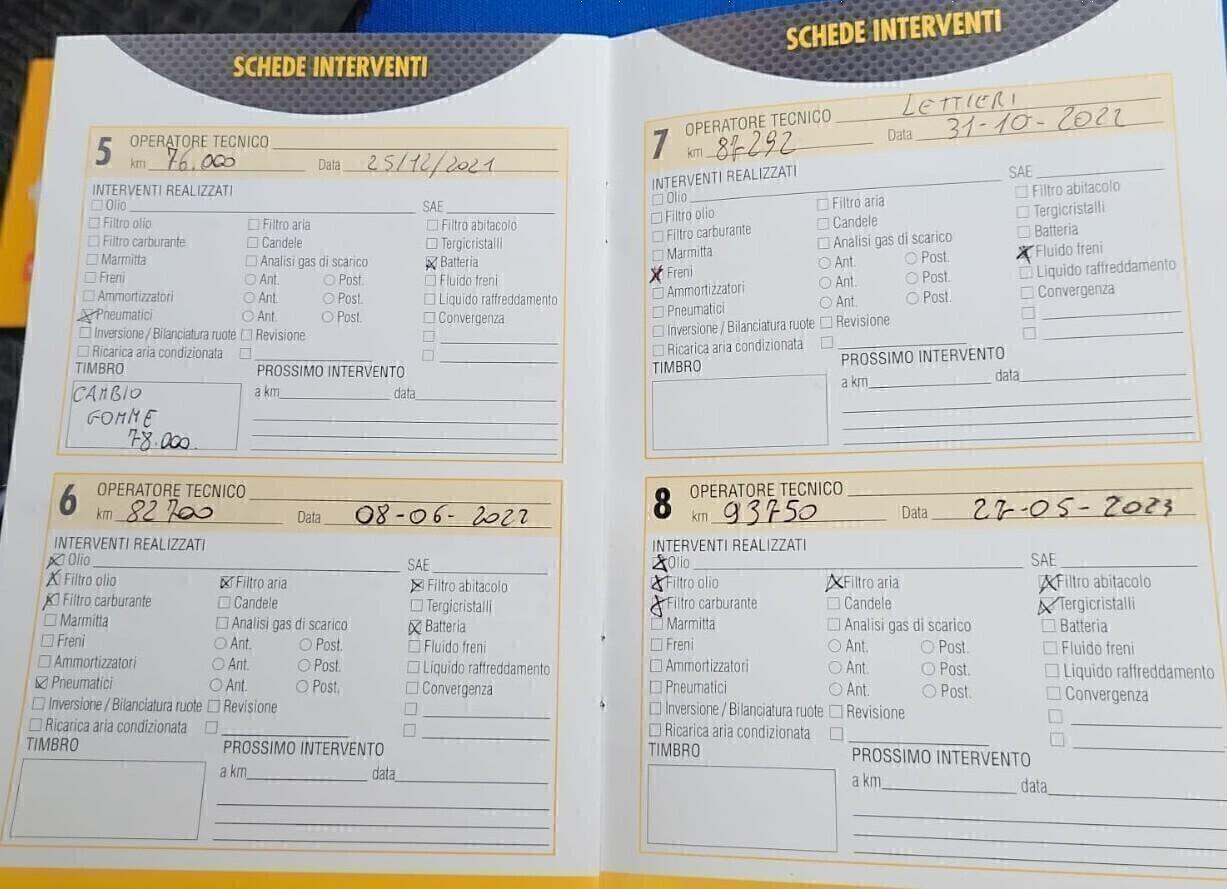 SCHEDE INTERVENTI
5 OPERATORE TECNICO
km 76.000 Data 25/12/2021
INTERVENTI REALIZZATI
Olio SAE
Filtro olio Filtro aria Filtro abitacolo
Filtro carburante Candele Tergicristalli
Marmitta Analisi gas di scarico Batteria
Freni Ant. Post. Fluido freni
Ammortizzatori Ant. Post. Liquido raffreddamento
Pneumatici Ant. Post. Convergenza
Inversione / Bilanciatura ruote Revisione
Ricarica aria condizionata
TIMBRO PROSSIMO INTERVENTO
CAMBIO
GOMME
78.000
a km data
6 OPERATORE TECNICO
km 82700 Data 08-06-2022
INTERVENTI REALIZZATI
Olio SAE
Filtro olio Filtro aria Filtro abitacolo
Filtro carburante Candele Tergicristalli
Marmitta Analisi gas di scarico Batteria
Freni Ant. Post. Fluido freni
Ammortizzatori Ant. Post. Liquido raffreddamento
Pneumatici Ant. Post. Convergenza
Inversione / Bilanciatura ruote Revisione
Ricarica aria condizionata
TIMBRO PROSSIMO INTERVENTO
a km data
SCHEDE INTERVENTI
7 OPERATORE TECNICO LETTIERI
km 87292 Data 31-10-2022
INTERVENTI REALIZZATI
Olio SAE
Filtro olio Filtro aria Filtro abitacolo
Filtro carburante Candele Tergicristalli
Marmitta Analisi gas di scarico Batteria
Freni Ant. Post. Fluido freni
Ammortizzatori Ant. Post. Liquido raffreddamento
Pneumatici Ant. Post. Convergenza
Inversione / Bilanciatura ruote Revisione
Ricarica aria condizionata
TIMBRO PROSSIMO INTERVENTO
a km data
8 OPERATORE TECNICO
km 93750 Data 27-05-2023
INTERVENTI REALIZZATI
Olio SAE
Filtro olio Filtro aria Filtro abitacolo
Filtro carburante Candele Tergicristalli
Marmitta Analisi gas di scarico Batteria
Freni Ant. Post. Fluido freni
Ammortizzatori Ant. Post. Liquido raffreddamento
Pneumatici Ant. Post. Convergenza
Inversione / Bilanciatura ruote Revisione
Ricarica aria condizionata
TIMBRO PROSSIMO INTERVENTO
a km data